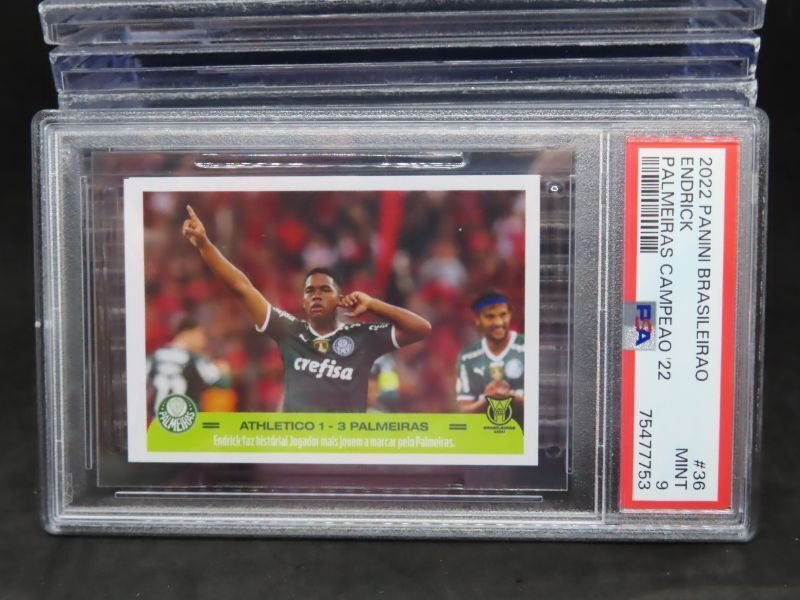 crefisa
PALMEIRAS
ATHLETICO 1 - 3 PALMEIRAS
BRASILEIRÃO
Endrick faz história! Jogador mais jovem a marcar pelo Palmeiras.
2022 PANINI BRASILEIRAO #36
ENDRICK MINT
PALMEIRAS CAMPEAO '22 9
PSA
75477753